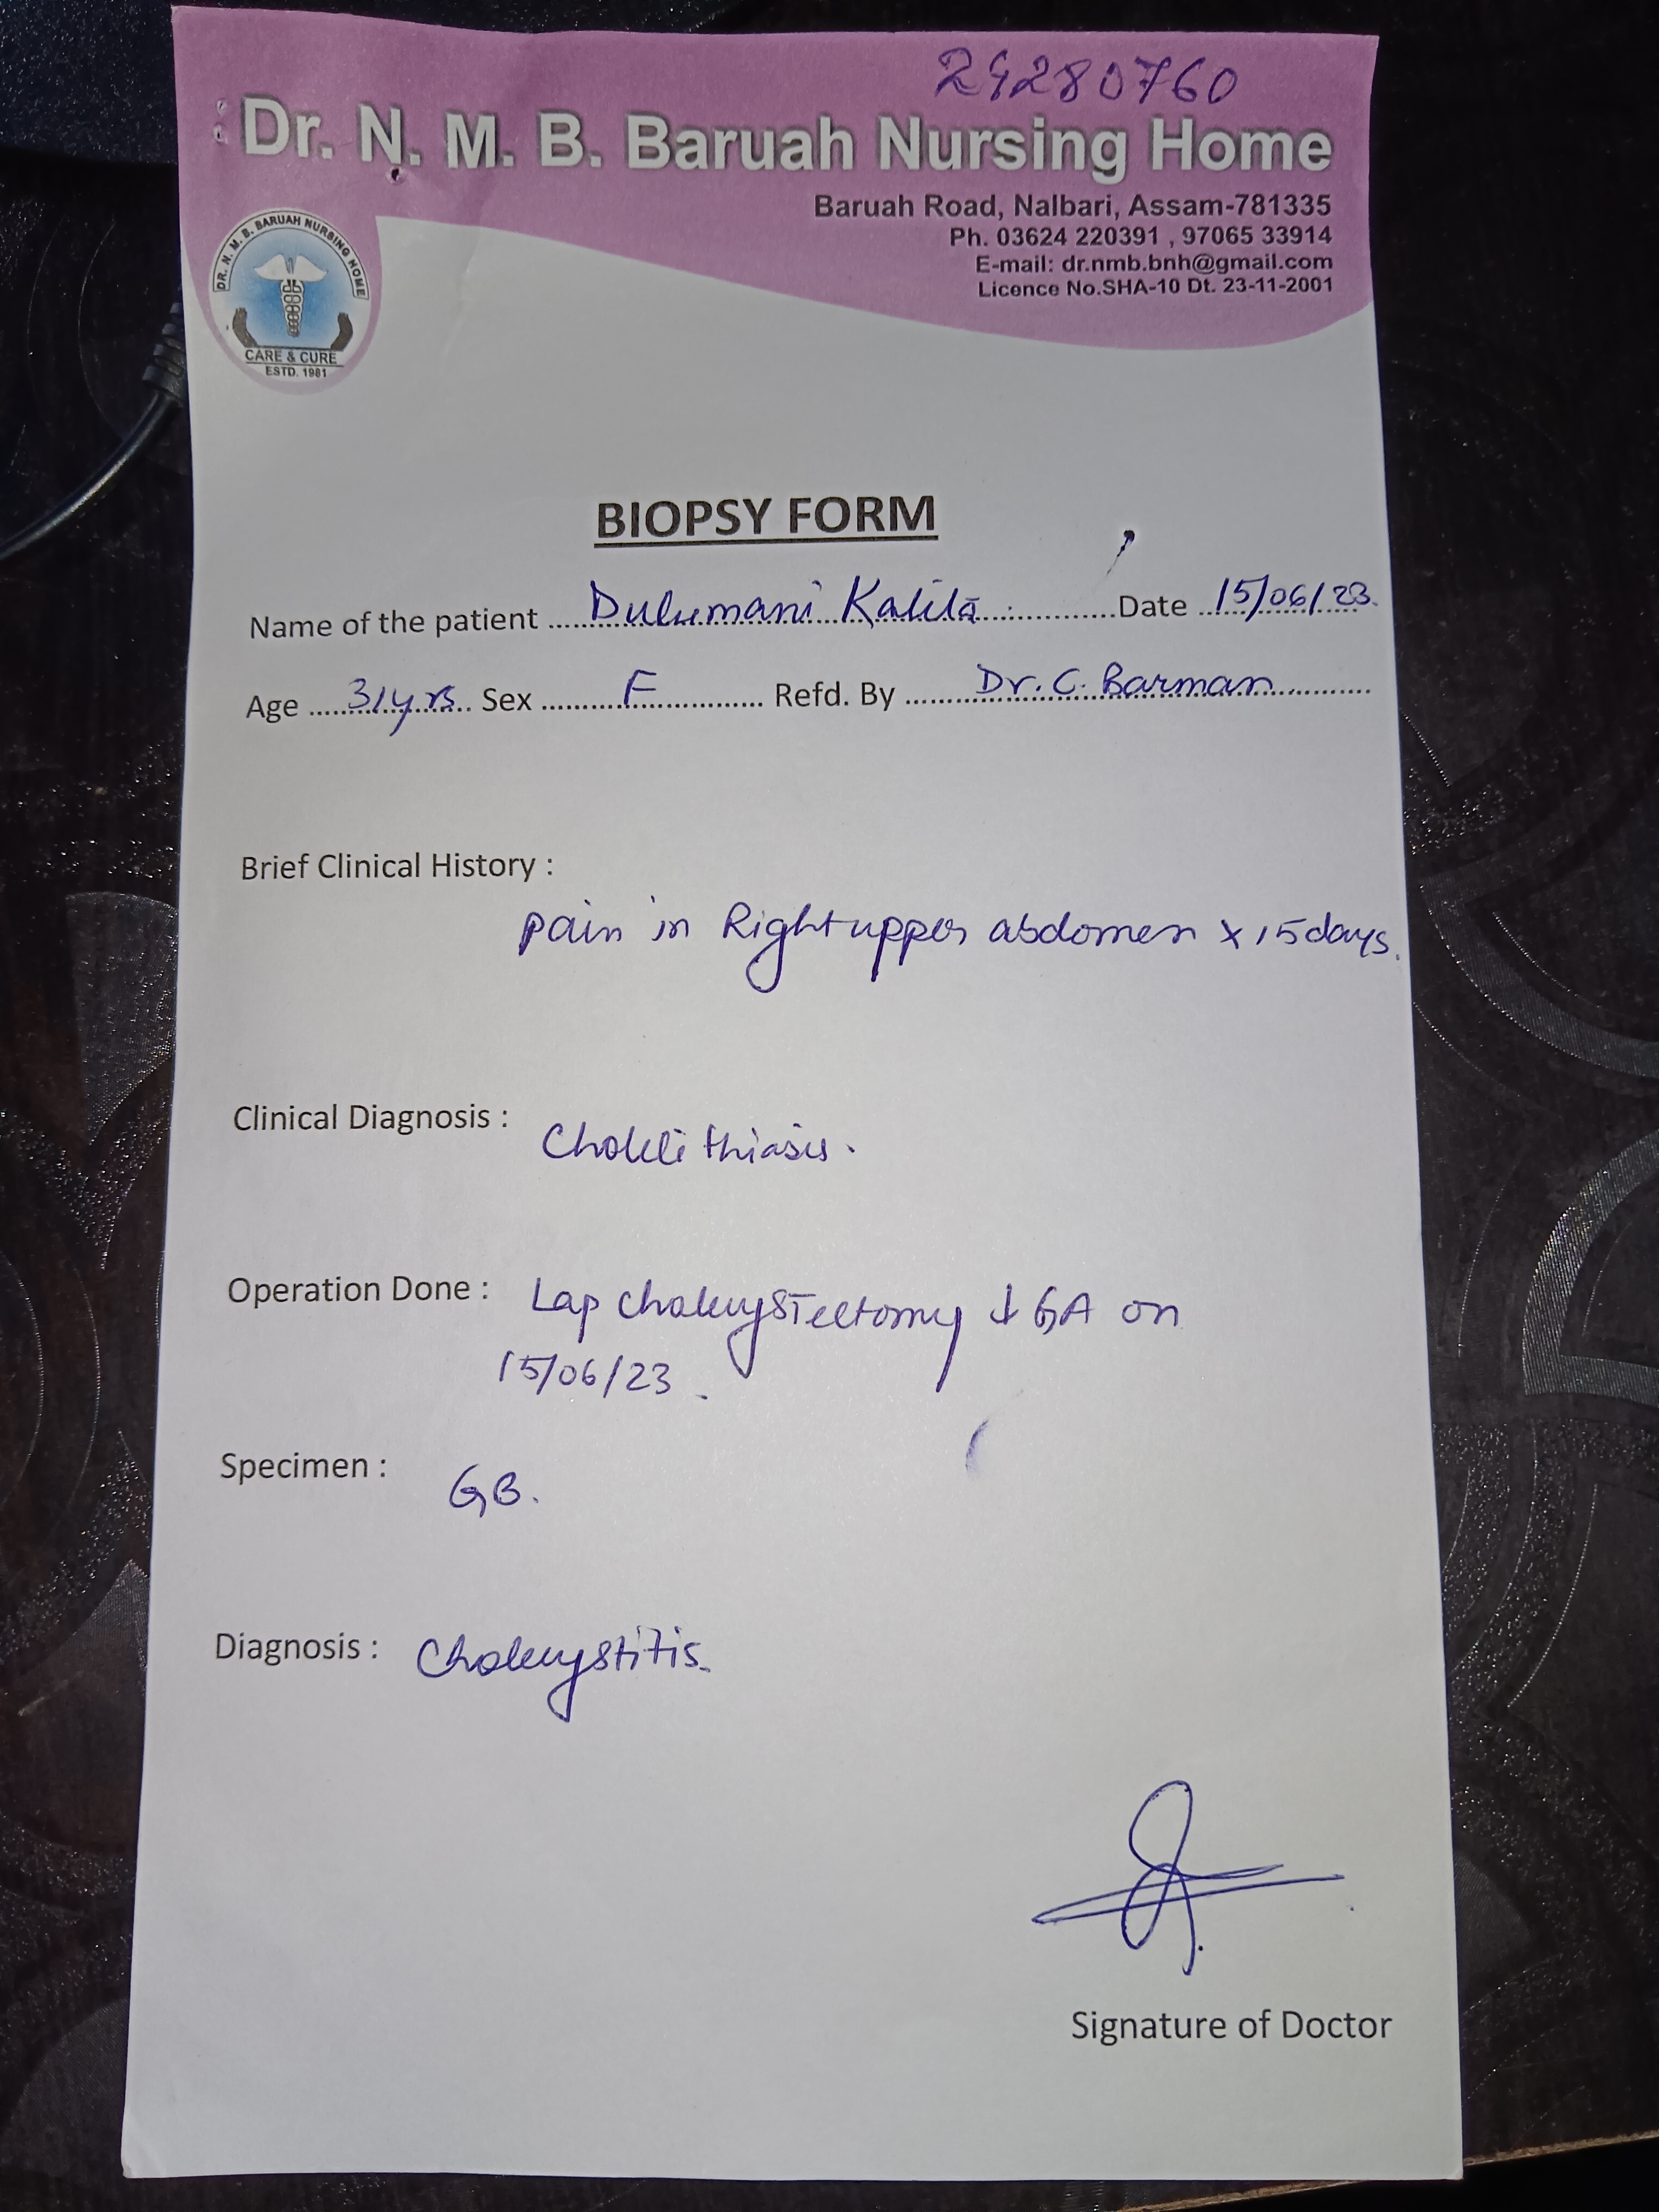 24280760
Dr. N. M. B. Baruah Nursing Home
Baruah Road, Nalbari, Assam-781335
Ph. 03624 220391 , 97065 33914
E-mail: dr.nmb.bnh@gmail.com
Licence No.SHA-10 Dt. 23-11-2001
DR. N. M. B. BARUAH NURSING HOME
CARE & CURE
ESTD. 1981
BIOPSY FORM
Name of the patient Dulumani Kalita Date 15/06/23.
Age 31yrs Sex F Refd. By Dr. C. Barman
Brief Clinical History :
pain in Right upper abdomen x 15days.
Clinical Diagnosis :
Cholelithiasis.
Operation Done : Lap cholecystectomy ↓ GA on
15/06/23.
Specimen : GB.
Diagnosis : Cholecystitis.
Signature of Doctor